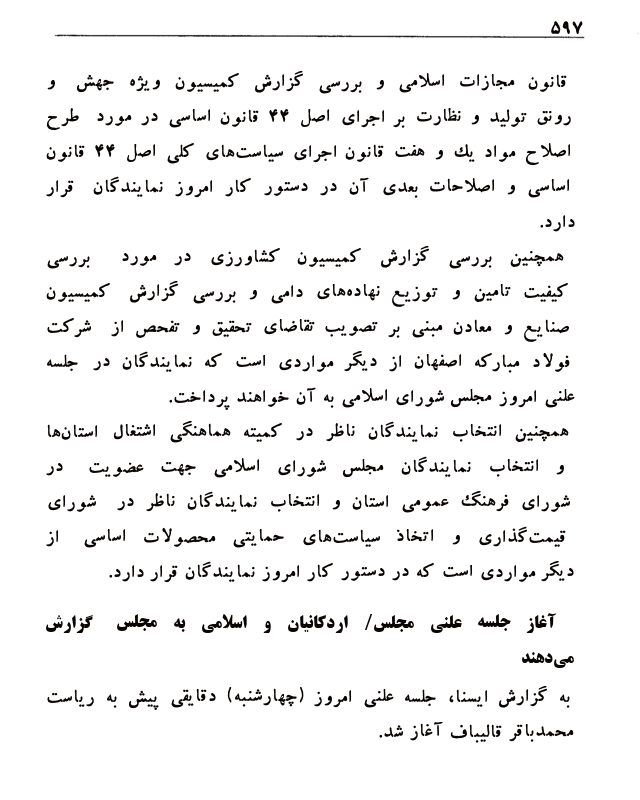 ۵۹۷
قانون مجازات اسلامی و بررسی گزارش کمیسیون ویژه جهش و
رونق تولید و نظارت بر اجرای اصل ۴۴ قانون اساسی در مورد طرح
اصلاح مواد یك و هفت قانون اجرای سیاست‌های کلی اصل ۴۴ قانون
اساسی و اصلاحات بعدی آن در دستور کار امروز نمایندگان قرار
دارد.
همچنین بررسی گزارش کمیسیون کشاورزی در مورد بررسی
کیفیت تامین و توزیع نهاده‌های دامی و بررسی گزارش کمیسیون
صنایع و معادن مبنی بر تصویب تقاضای تحقیق و تفحص از شرکت
فولاد مبارکه اصفهان از دیگر مواردی است که نمایندگان در جلسه
علنی امروز مجلس شورای اسلامی به آن خواهند پرداخت.
همچنین انتخاب نمایندگان ناظر در کمیته هماهنگی اشتغال استان‌ها
و انتخاب نمایندگان مجلس شورای اسلامی جهت عضویت در
شورای فرهنگ عمومی استان و انتخاب نمایندگان ناظر در شورای
قیمت‌گذاری و اتخاذ سیاست‌های حمایتی محصولات اساسی از
دیگر مواردی است که در دستور کار امروز نمایندگان قرار دارد.
آغاز جلسه علنی مجلس/ اردکانیان و اسلامی به مجلس گزارش
می‌دهند
به گزارش ایسنا، جلسه علنی امروز (چهارشنبه) دقایقی پیش به ریاست
محمدباقر قالیباف آغاز شد.